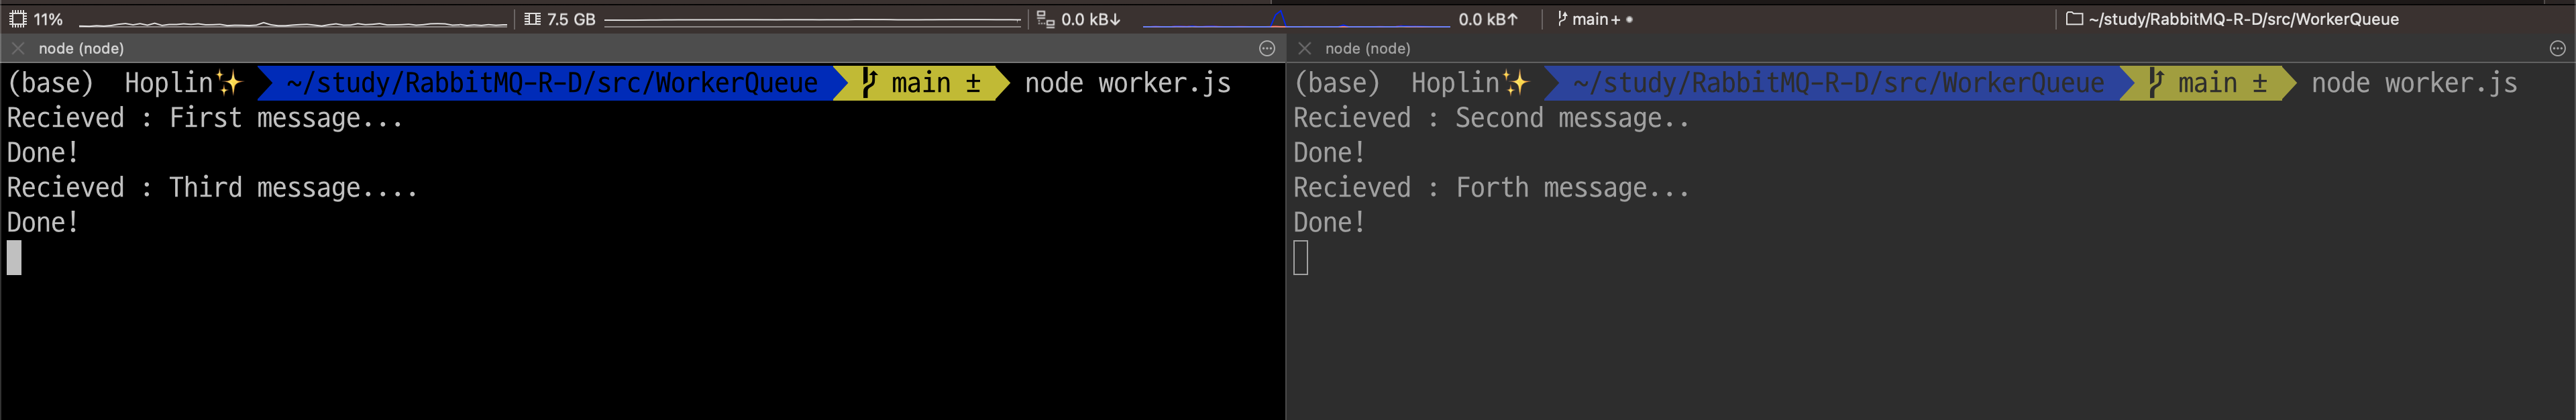 11% 7.5 GB 0.0 kB↓ 0.0 kB↑ main+ ● ~/study/RabbitMQ-R-D/src/WorkerQueue
node (node)
(base) Hoplin✨ ~/study/RabbitMQ-R-D/src/WorkerQueue main ± node worker.js
Recieved : First message...
Done!
Recieved : Third message....
Done!
node (node)
(base) Hoplin✨ ~/study/RabbitMQ-R-D/src/WorkerQueue main ± node worker.js
Recieved : Second message..
Done!
Recieved : Forth message...
Done!